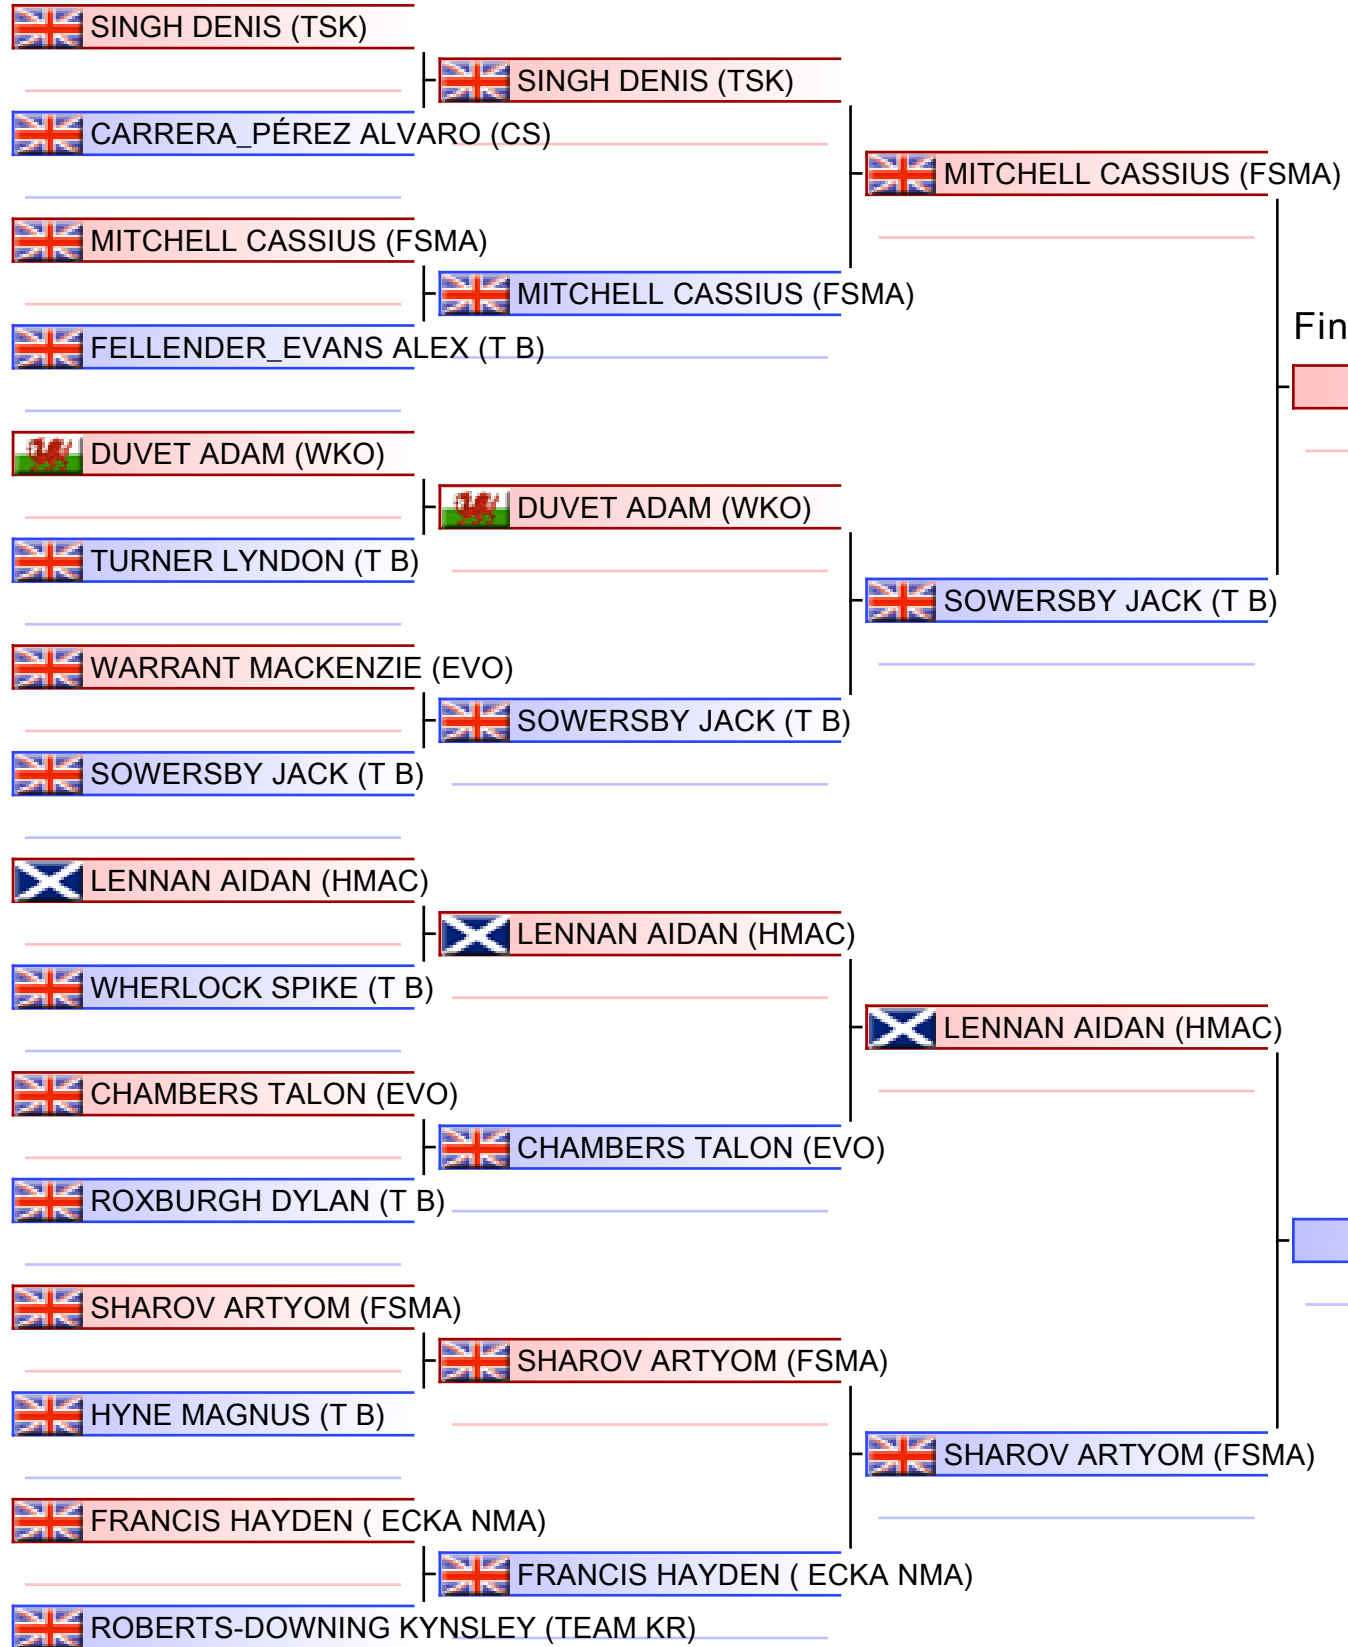 SINGH DENIS (TSK)
CARRERA_PÉREZ ALVARO (CS)
MITCHELL CASSIUS (FSMA)
FELLENDER_EVANS ALEX (T B)
DUVET ADAM (WKO)
TURNER LYNDON (T B)
WARRANT MACKENZIE (EVO)
SOWERSBY JACK (T B)
LENNAN AIDAN (HMAC)
WHERLOCK SPIKE (T B)
CHAMBERS TALON (EVO)
ROXBURGH DYLAN (T B)
SHAROV ARTYOM (FSMA)
HYNE MAGNUS (T B)
FRANCIS HAYDEN ( ECKA NMA)
ROBERTS-DOWNING KYNSLEY (TEAM KR)
SINGH DENIS (TSK)
MITCHELL CASSIUS (FSMA)
DUVET ADAM (WKO)
SOWERSBY JACK (T B)
LENNAN AIDAN (HMAC)
CHAMBERS TALON (EVO)
SHAROV ARTYOM (FSMA)
FRANCIS HAYDEN ( ECKA NMA)
MITCHELL CASSIUS (FSMA)
SOWERSBY JACK (T B)
LENNAN AIDAN (HMAC)
SHAROV ARTYOM (FSMA)
Fin